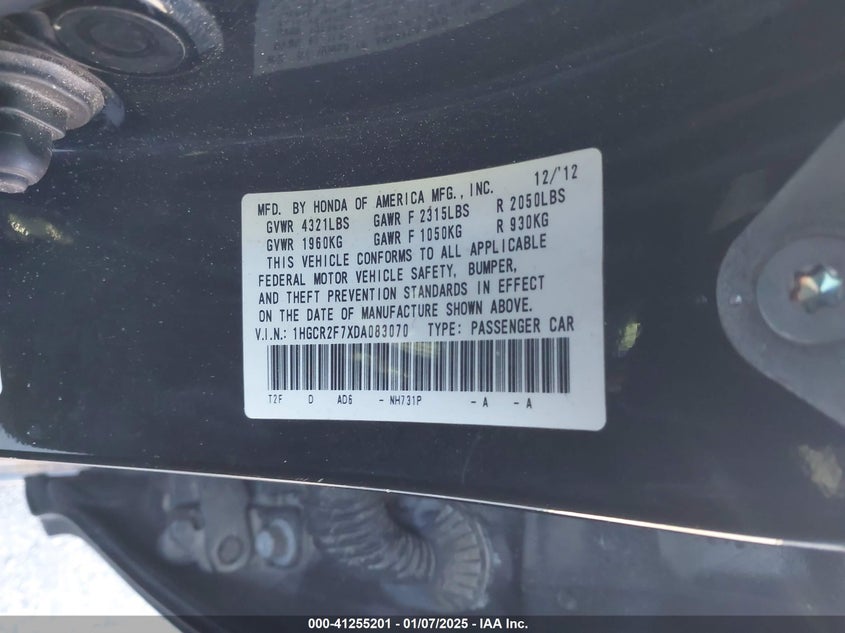 MFD. BY HONDA OF AMERICA MFG., INC. 12/'12
GVWR 4321LBS GAWR F 2315LBS R 2050LBS
GVWR 1960KG GAWR F 1050KG R 930KG
THIS VEHICLE CONFORMS TO ALL APPLICABLE
FEDERAL MOTOR VEHICLE SAFETY, BUMPER,
AND THEFT PREVENTION STANDARDS IN EFFECT
ON THE DATE OF MANUFACTURE SHOWN ABOVE.
V.I.N.: 1HGCR2F7XDA083070 TYPE: PASSENGER CAR
T2F D AD6 - NH731P - A - A
000-41255201 - 01/07/2025 - IAA Inc.